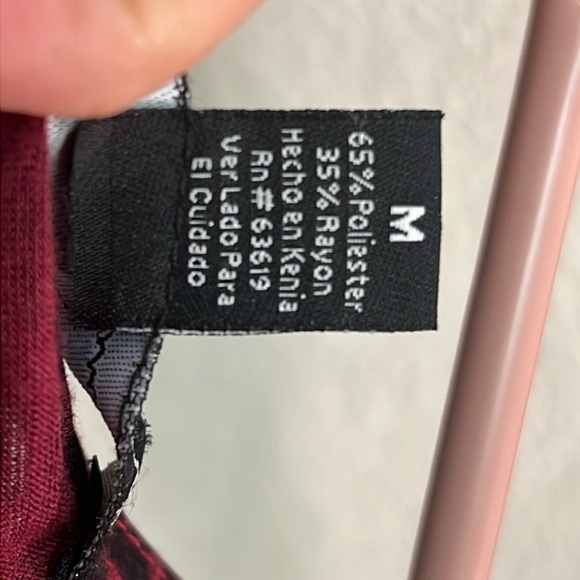 M
65% Poliester
35% Rayon
Hecho en Kenia
Rn# 63619
Ver Lado Para
El Cuidado